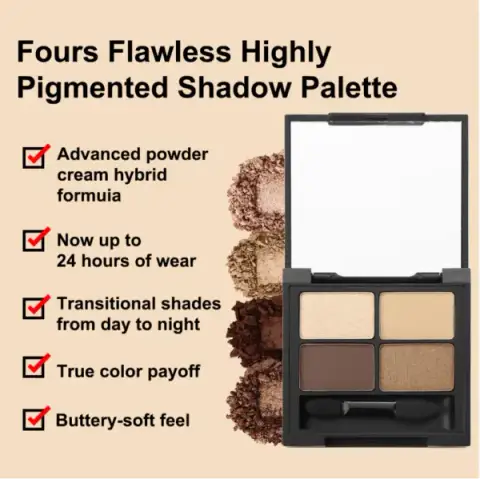 Fours Flawless Highly
Pigmented Shadow Palette
Advanced powder
cream hybrid
formuia
Now up to
24 hours of wear
Transitional shades
from day to night
True color payoff
Buttery-soft feel